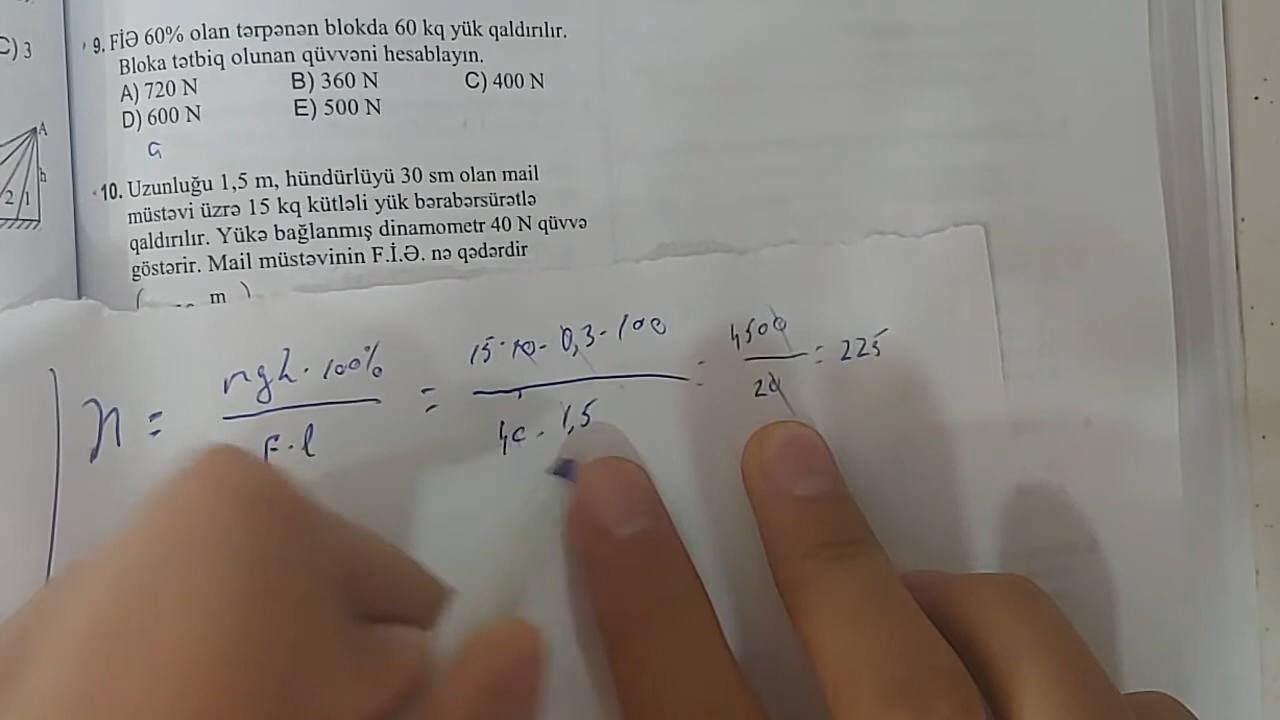 C) 3
9. FİƏ 60% olan tərpənən blokda 60 kq yük qaldırılır.
Bloka tətbiq olunan qüvvəni hesablayın.
A) 720 N B) 360 N C) 400 N
D) 600 N E) 500 N
A
h
2 1
10. Uzunluğu 1,5 m, hündürlüyü 30 sm olan mail
müstəvi üzrə 15 kq kütləli yük bərabərsürətlə
qaldırılır. Yükə bağlanmış dinamometr 40 N qüvvə
göstərir. Mail müstəvinin F.İ.Ə. nə qədərdir
m )
η = mgh · 100% / F · l = 15 · 10 · 0,3 · 100 / 40 · 1,5 = 4500 / 20 = 225